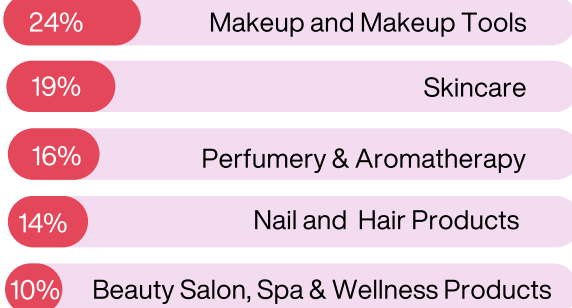 24% Makeup and Makeup Tools
19% Skincare
16% Perfumery & Aromatherapy
14% Nail and Hair Products
10% Beauty Salon, Spa & Wellness Products